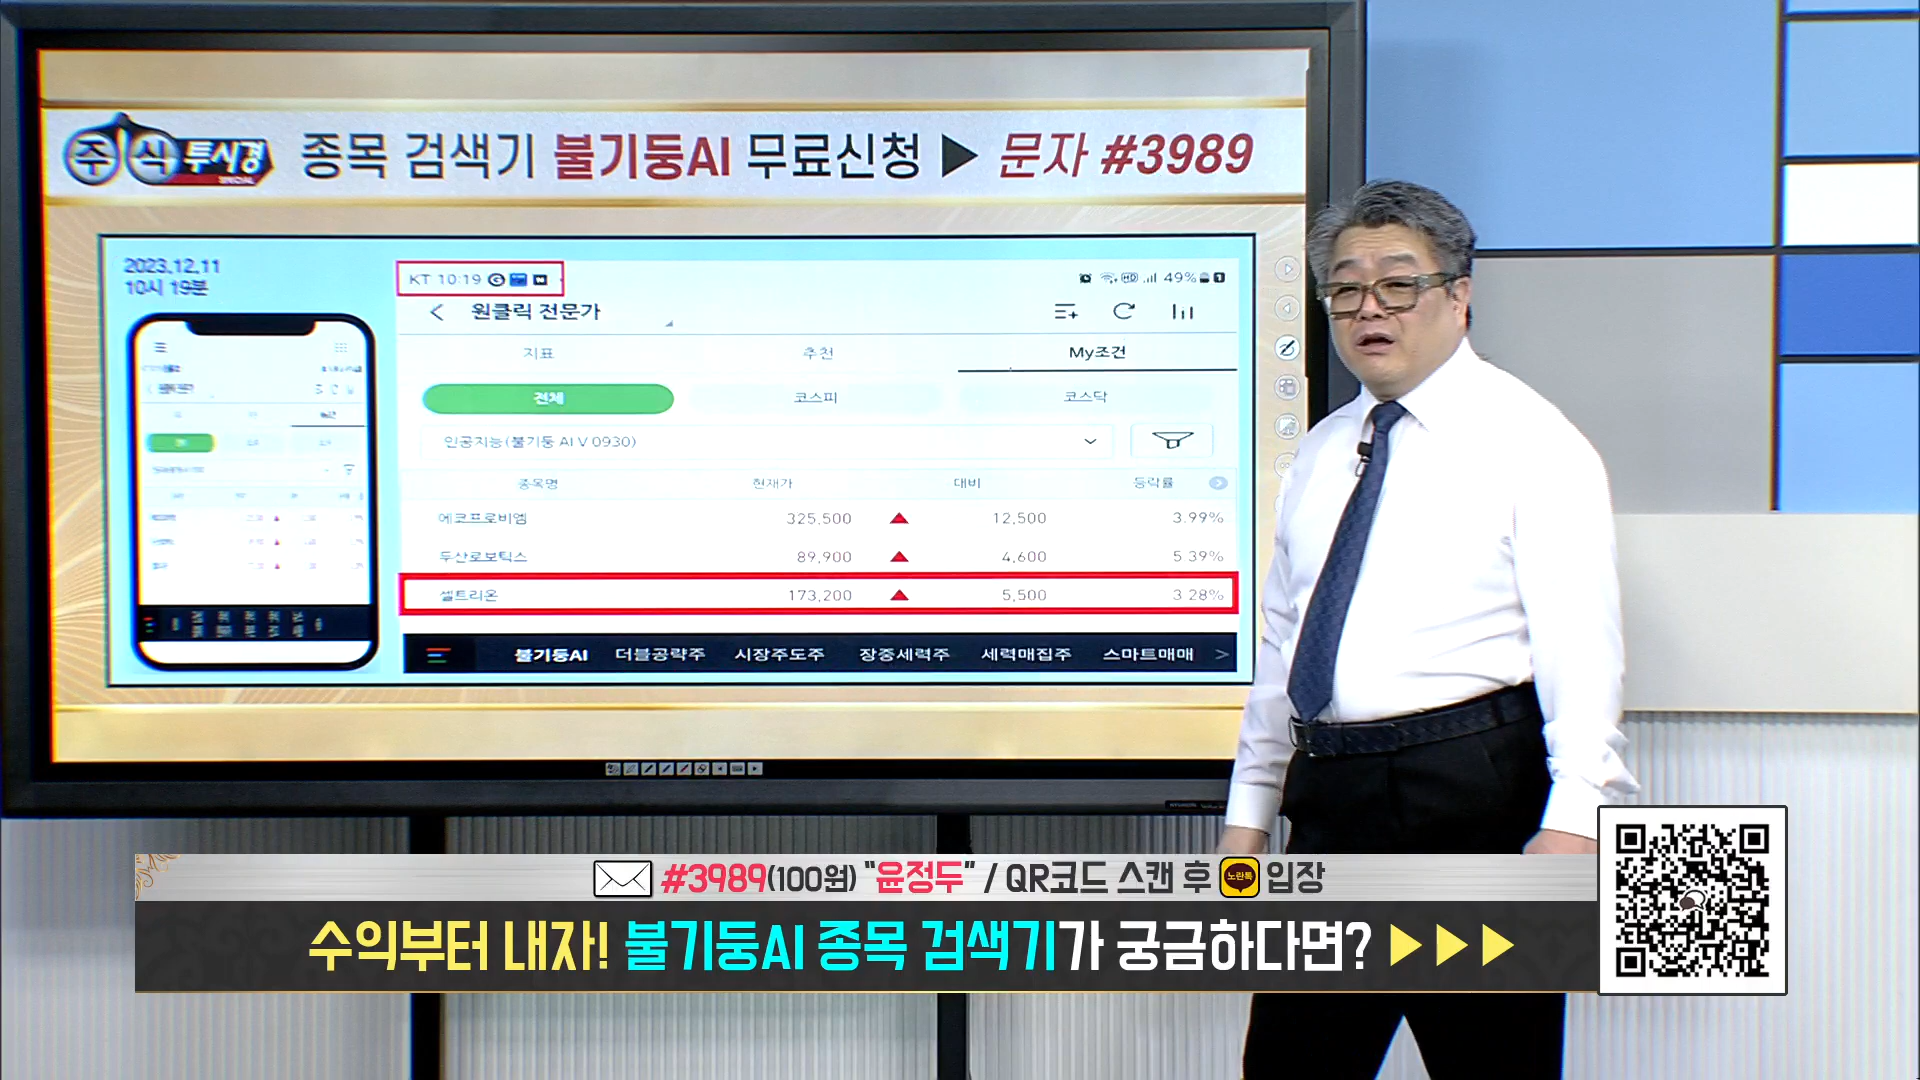 주식투시경 종목 검색기 불기둥AI 무료신청 ▶ 문자 #3989
2023.12.11
10시 19분
KT 10:19
49%
원클릭 전문가
지표 추천 My조건
전체 코스피 코스닥
인공지능(불기둥 AI V 0930)
종목명 현재가 대비 등락률
에코프로비엠 325,500 ▲ 12,500 3.99%
두산로보틱스 89,900 ▲ 4,600 5.39%
셀트리온 173,200 ▲ 5,500 3.28%
불기둥AI 더블공략주 시장주도주 장중세력주 세력매집주 스마트매매 >
#3989(100원) "윤정두" / QR코드 스캔 후 노란톡 입장
수익부터 내자! 불기둥AI 종목 검색기가 궁금하다면? ▶▶▶